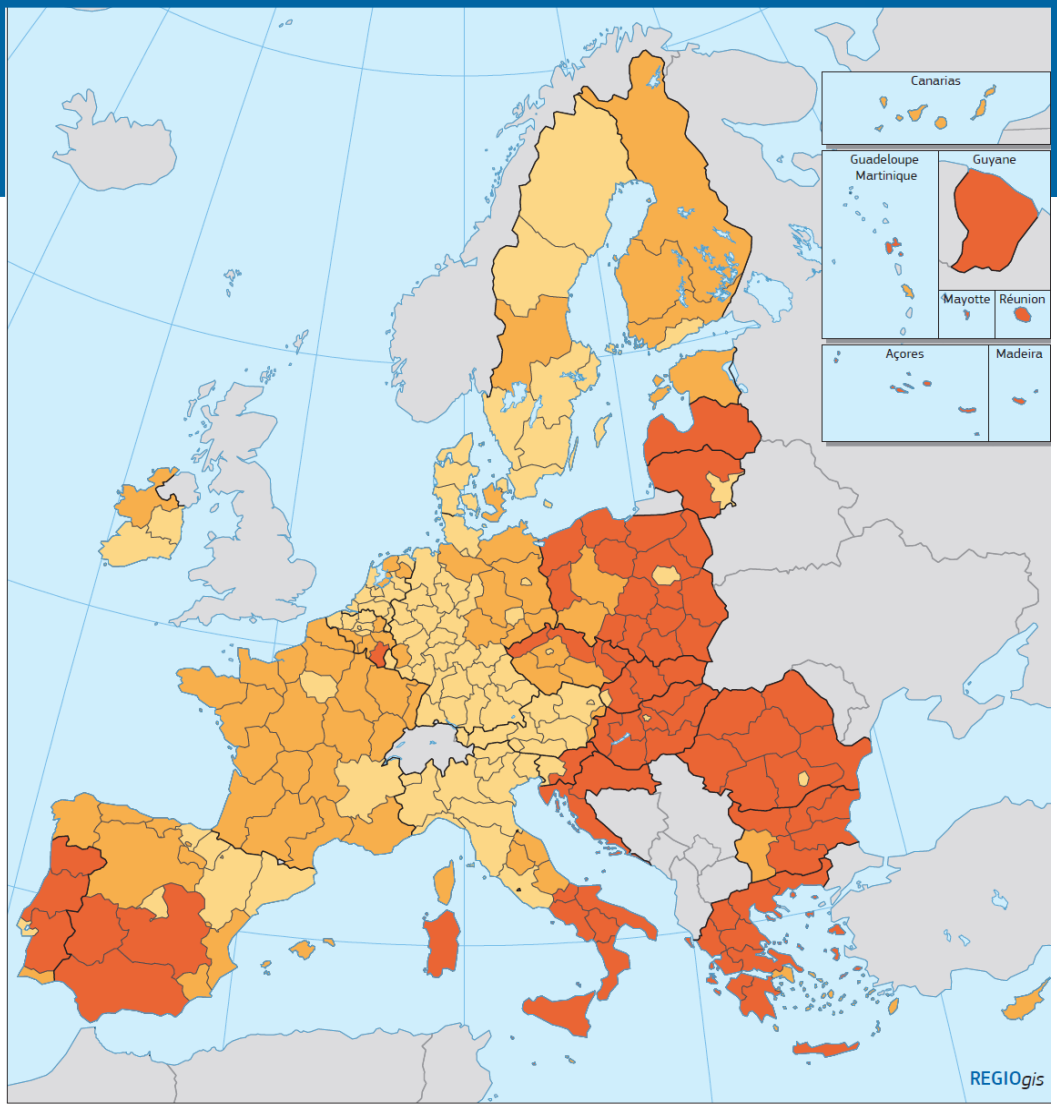 Canarias
Guadeloupe
Martinique
Guyane
Mayotte
Réunion
Açores
Madeira
REGIOgis